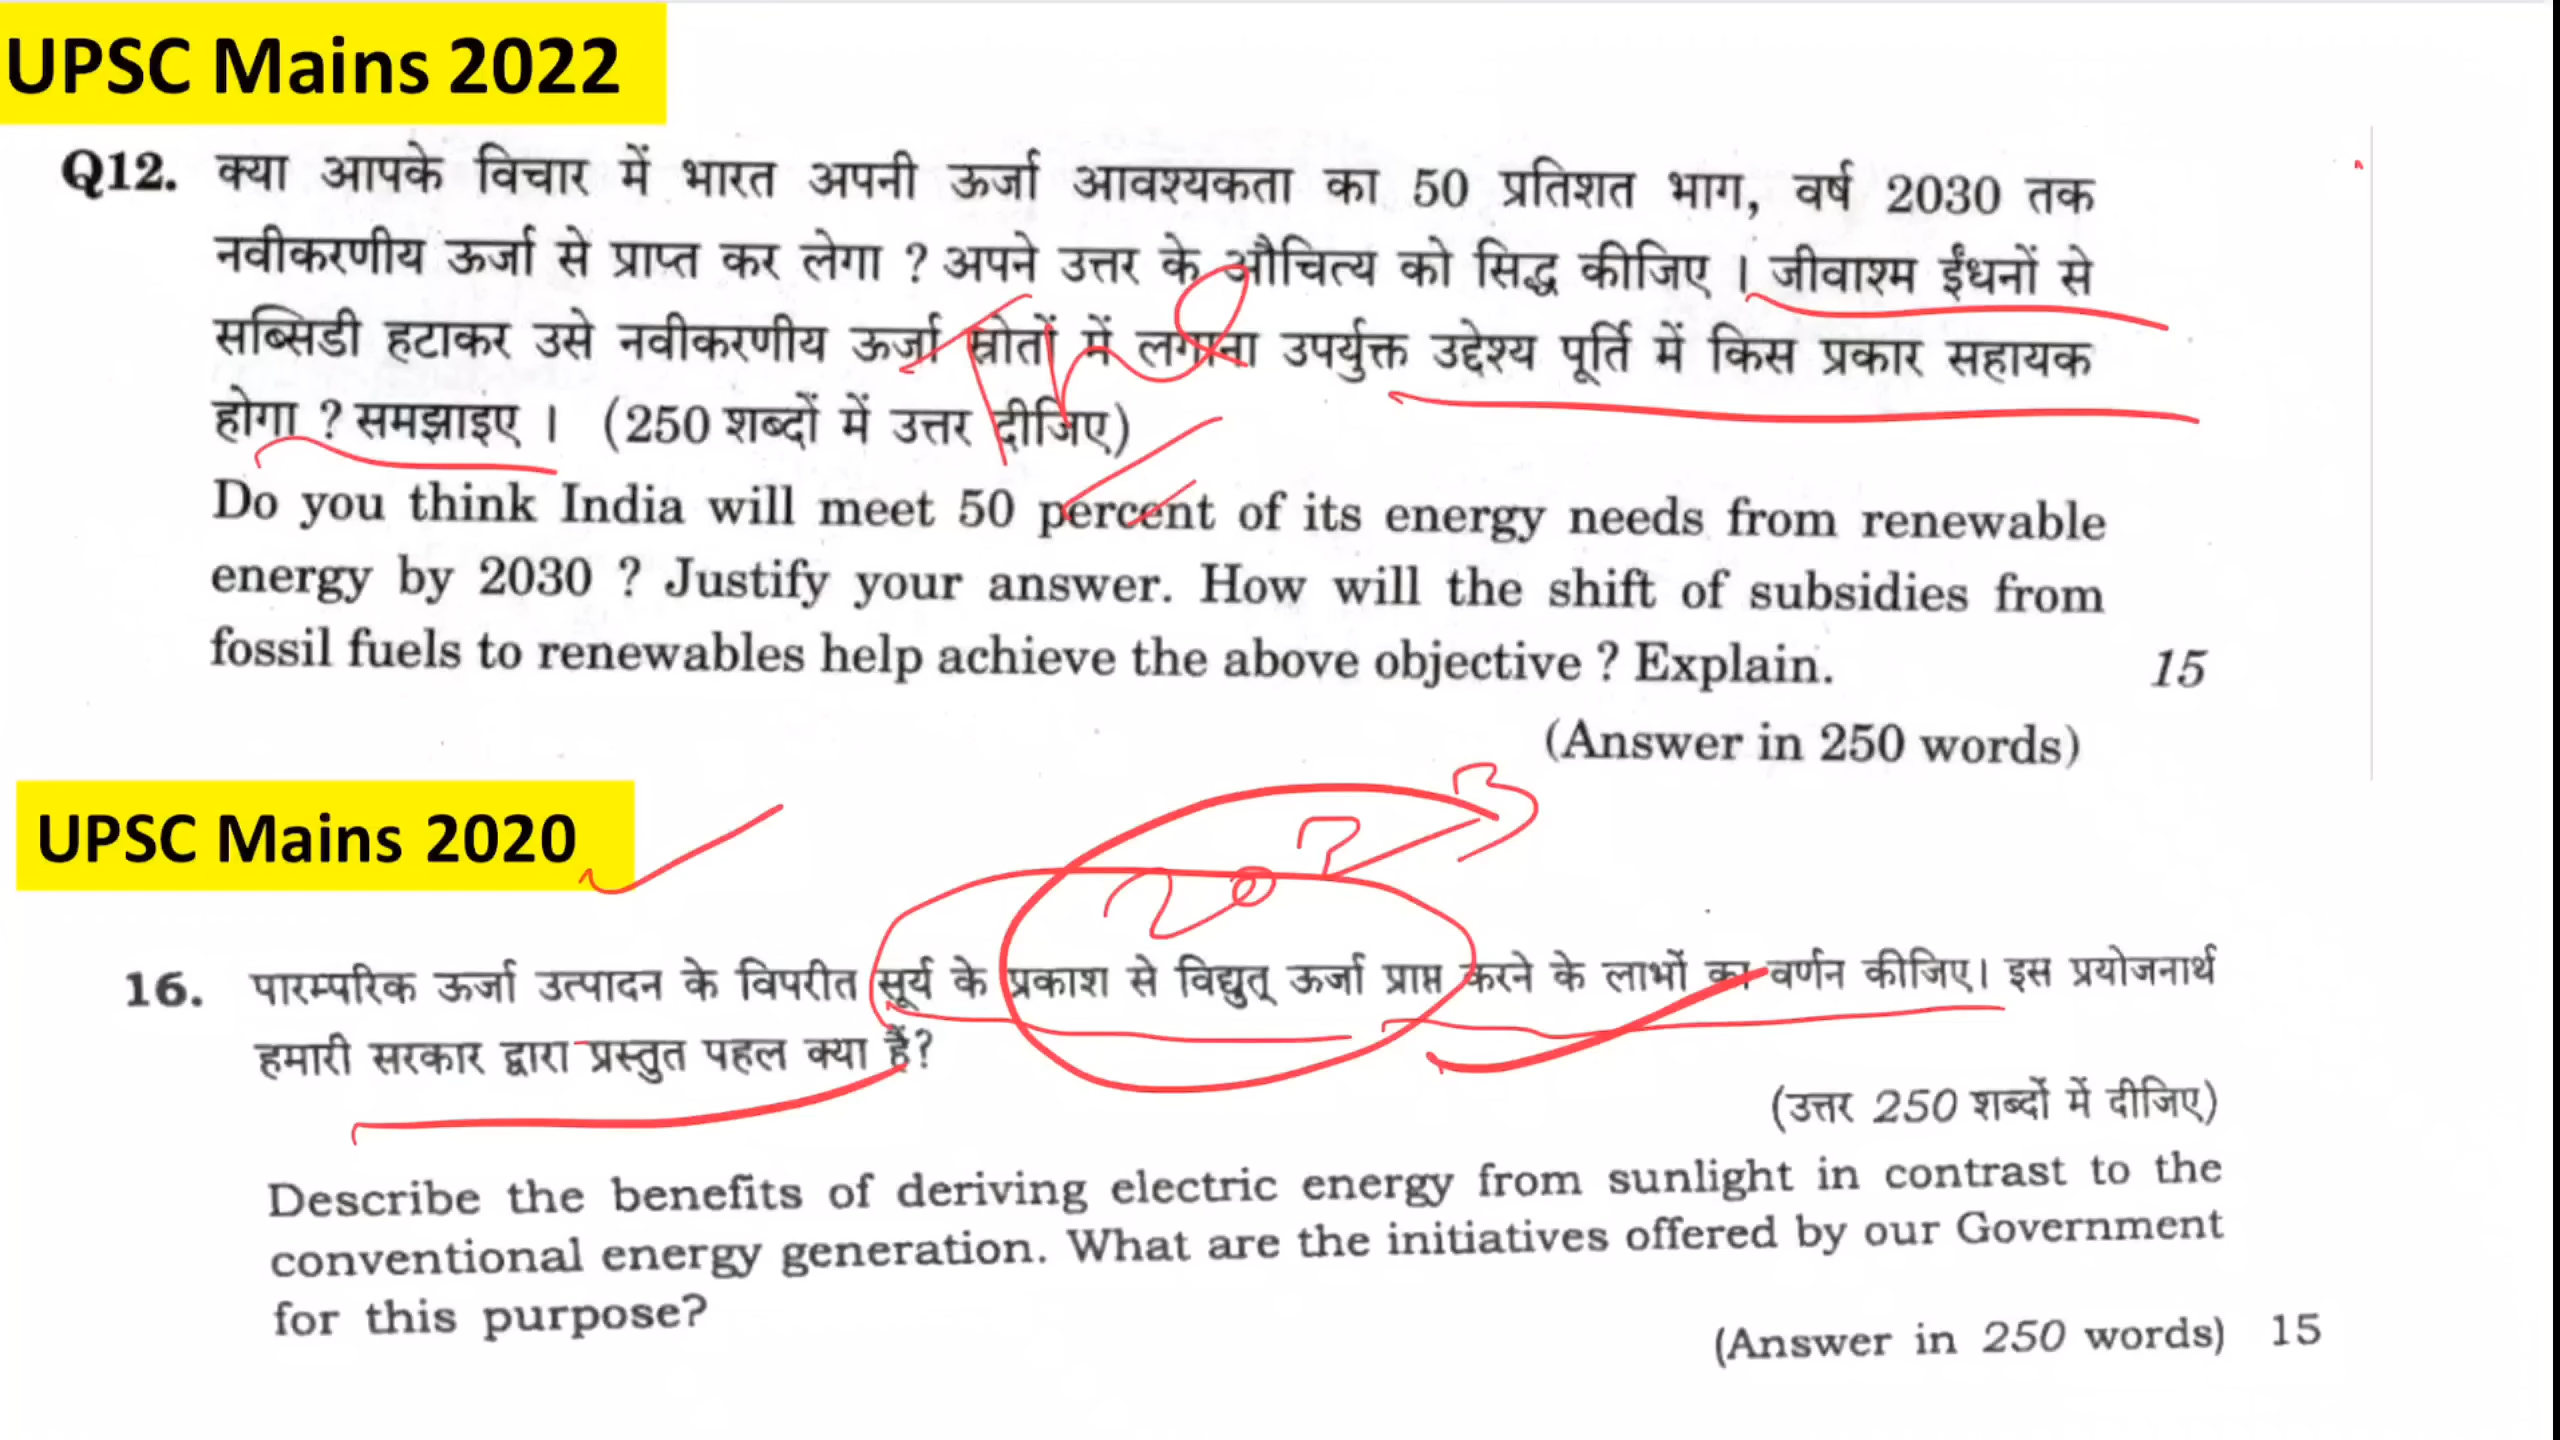 UPSC Mains 2022
Q12. क्या आपके विचार में भारत अपनी ऊर्जा आवश्यकता का 50 प्रतिशत भाग, वर्ष 2030 तक
नवीकरणीय ऊर्जा से प्राप्त कर लेगा ? अपने उत्तर के औचित्य को सिद्ध कीजिए । जीवाश्म ईंधनों से
सब्सिडी हटाकर उसे नवीकरणीय ऊर्जा स्रोतों में लगाना उपर्युक्त उद्देश्य पूर्ति में किस प्रकार सहायक
होगा ? समझाइए । (250 शब्दों में उत्तर दीजिए)
Do you think India will meet 50 percent of its energy needs from renewable
energy by 2030 ? Justify your answer. How will the shift of subsidies from
fossil fuels to renewables help achieve the above objective ? Explain. 15
(Answer in 250 words)
UPSC Mains 2020
16. पारम्परिक ऊर्जा उत्पादन के विपरीत सूर्य के प्रकाश से विद्युत् ऊर्जा प्राप्त करने के लाभों का वर्णन कीजिए। इस प्रयोजनार्थ
हमारी सरकार द्वारा प्रस्तुत पहल क्या हैं?
(उत्तर 250 शब्दों में दीजिए)
Describe the benefits of deriving electric energy from sunlight in contrast to the
conventional energy generation. What are the initiatives offered by our Government
for this purpose?
(Answer in 250 words) 15